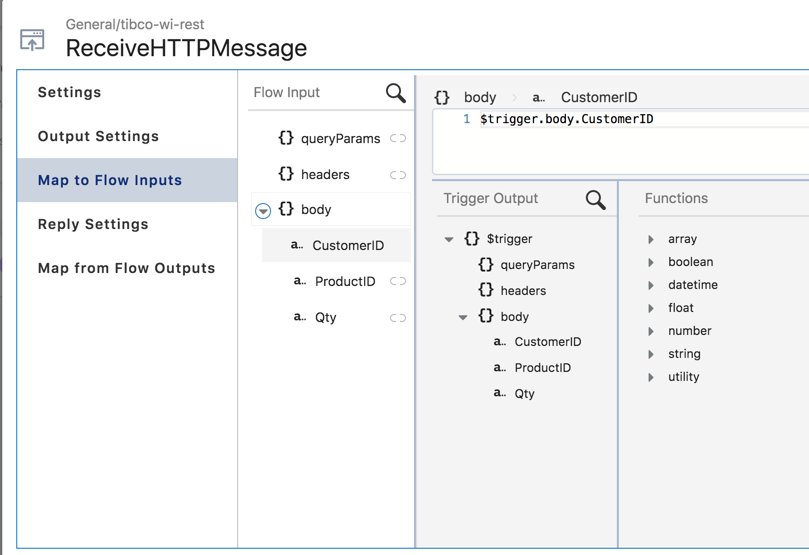 General/tibco-wi-rest
ReceiveHTTPMessage
Settings
Output Settings
Map to Flow Inputs
Reply Settings
Map from Flow Outputs
Flow Input
{} queryParams
{} headers
{} body
a.. CustomerID
a.. ProductID
a.. Qty
{} body a.. CustomerID
1 $trigger.body.CustomerID
Trigger Output
{} $trigger
{} queryParams
{} headers
{} body
a.. CustomerID
a.. ProductID
a.. Qty
Functions
array
boolean
datetime
float
number
string
utility